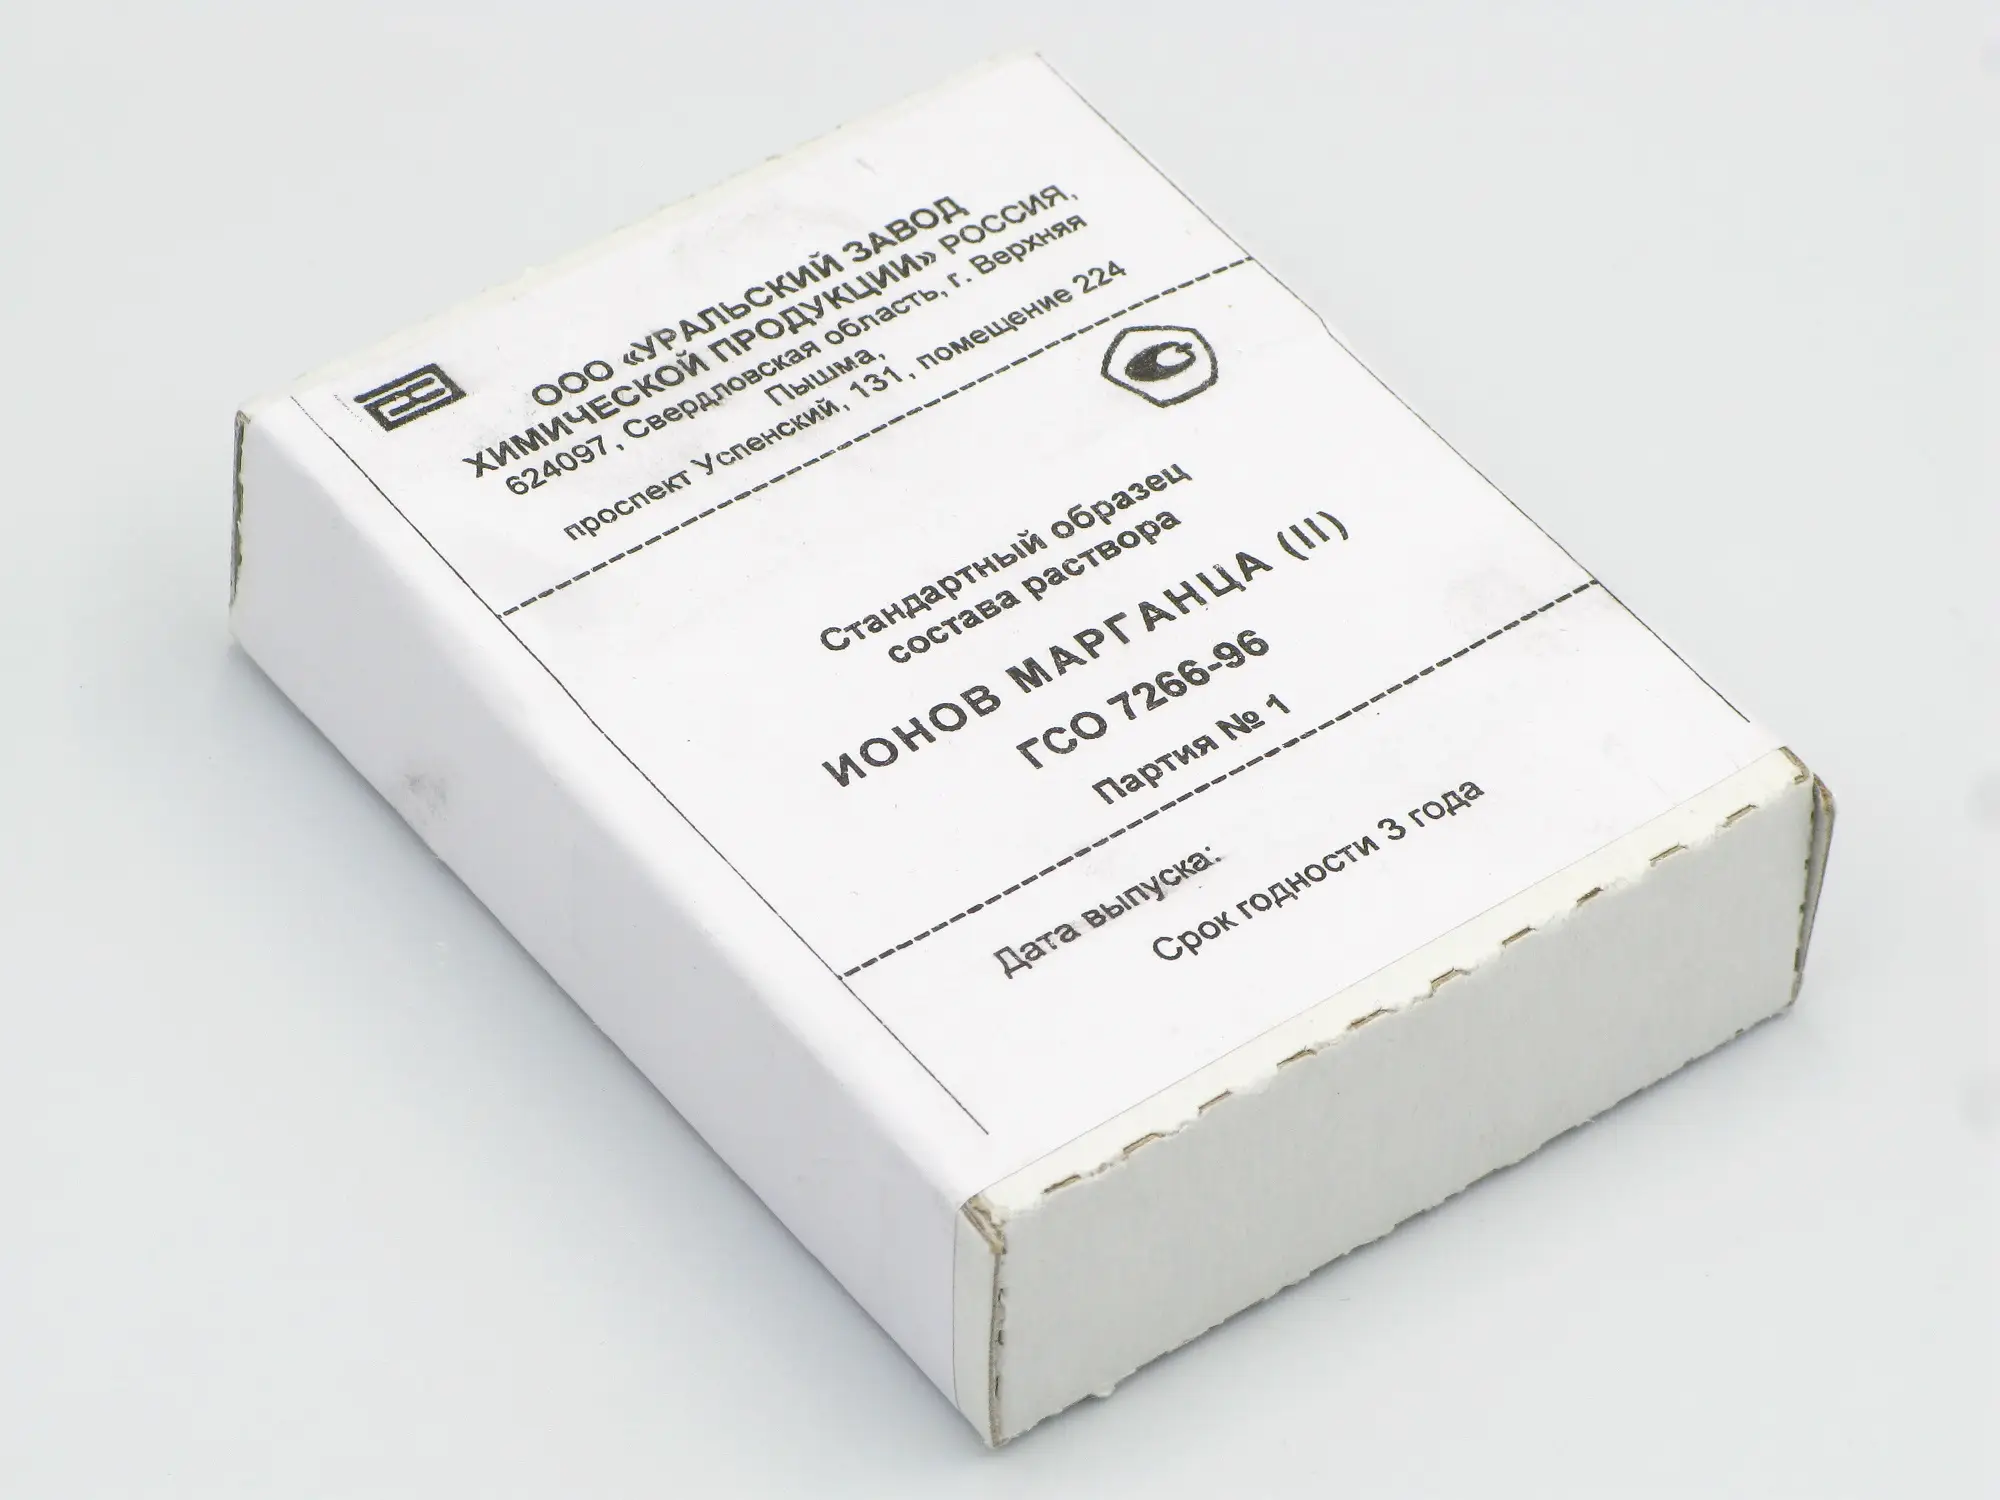 ООО «УРАЛЬСКИЙ ЗАВОД
ХИМИЧЕСКОЙ ПРОДУКЦИИ» РОССИЯ,
624097, Свердловская область, г. Верхняя
Пышма,
проспект Успенский, 131, помещение 224
Стандартный образец
состава раствора
ИОНОВ МАРГАНЦА (II)
ГСО 7266-96
Партия № 1
Дата выпуска:
Срок годности 3 года